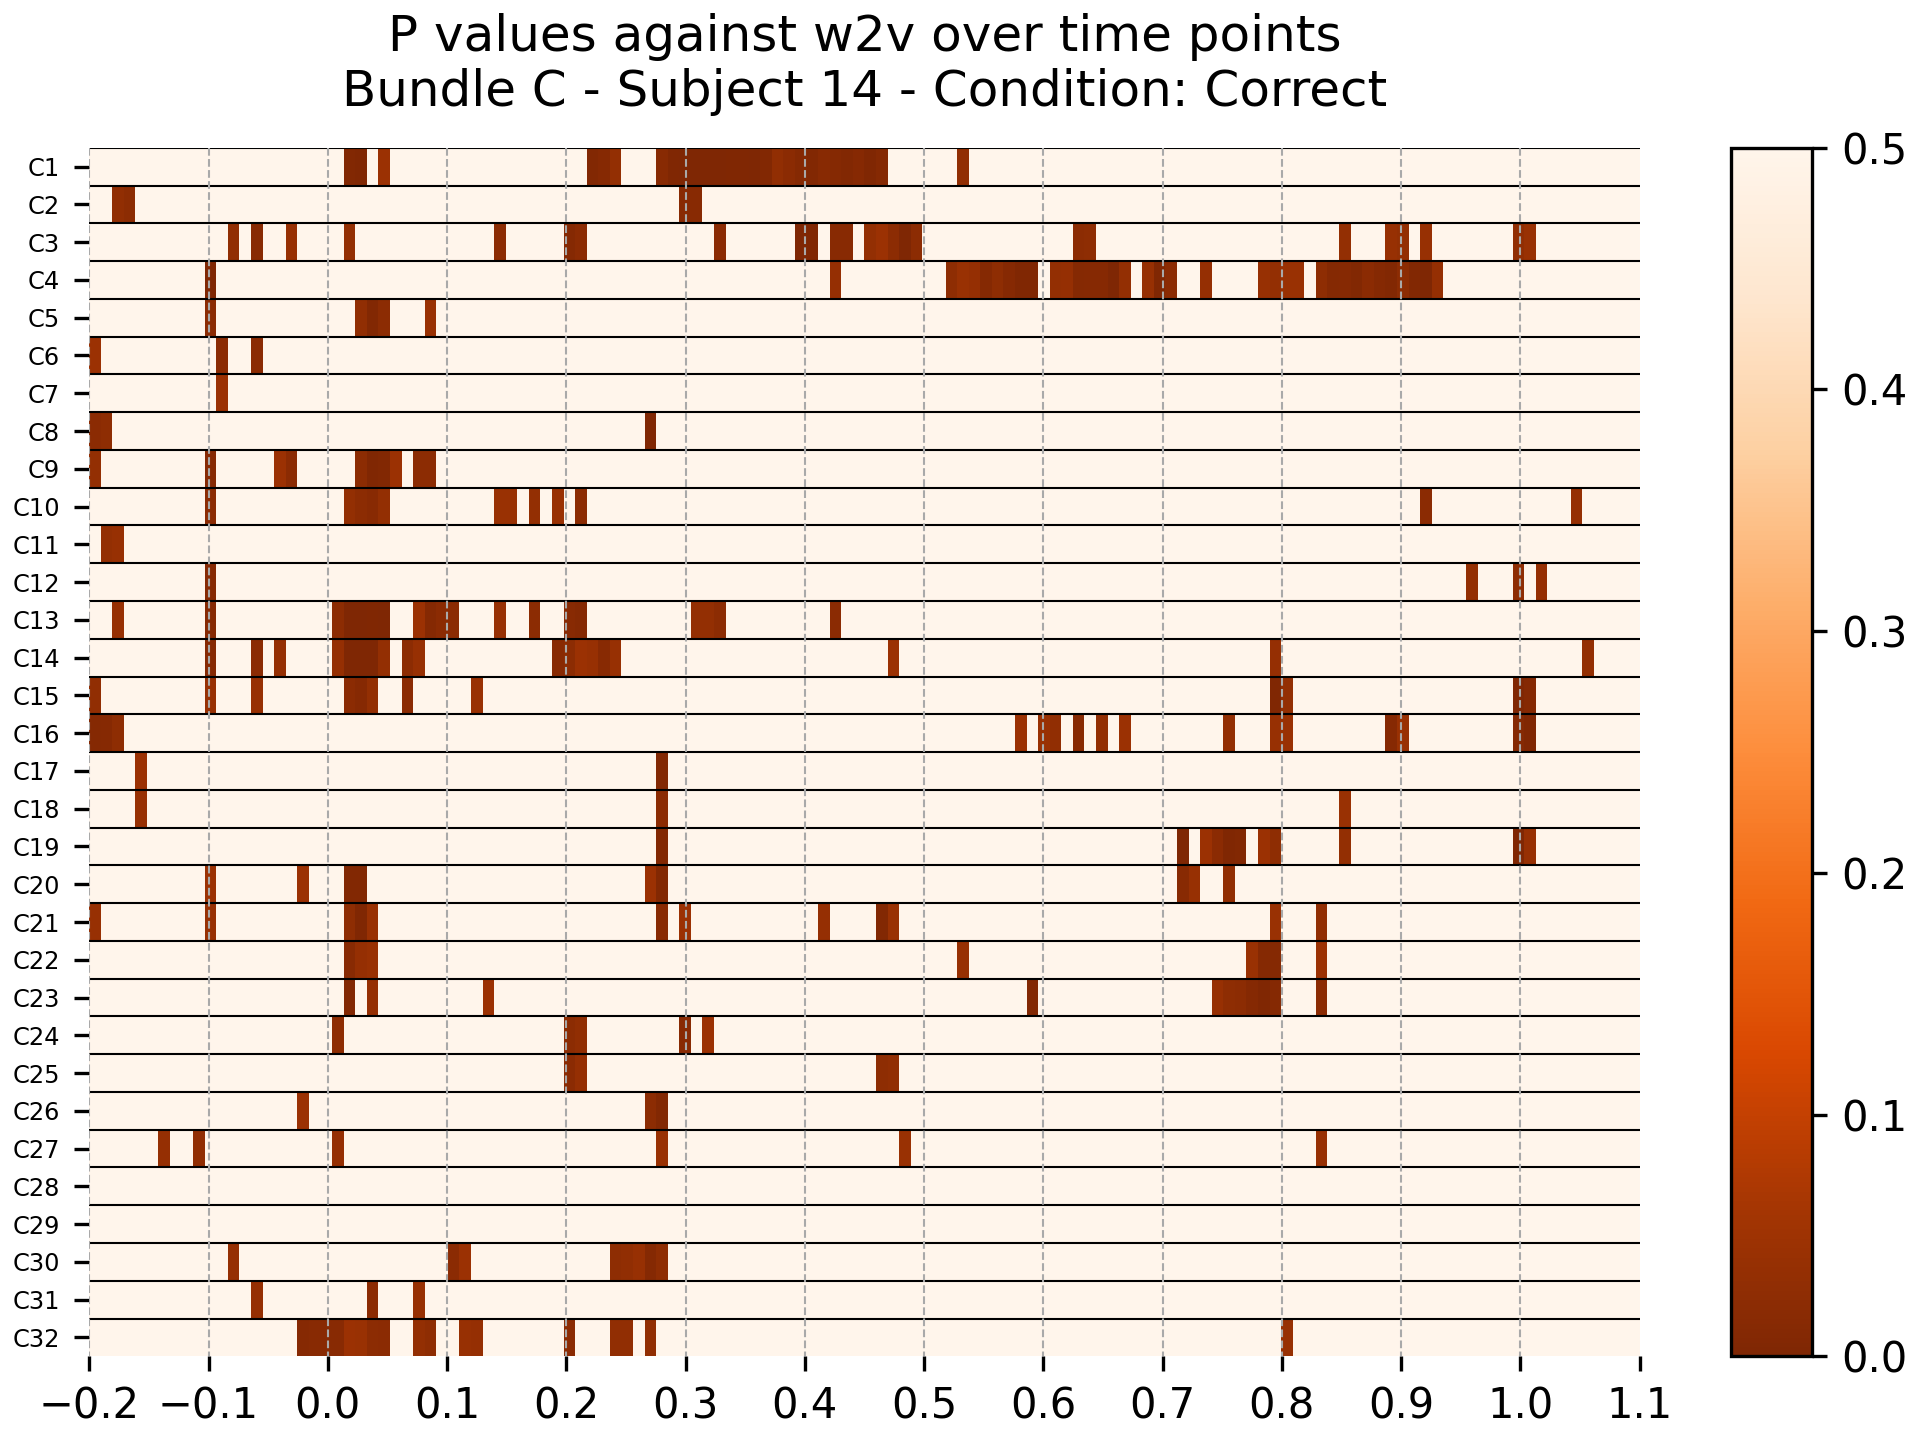 P values against w2v over time points
Bundle C - Subject 14 - Condition: Correct
C1
C2
C3
C4
C5
C6
C7
C8
C9
C10
C11
C12
C13
C14
C15
C16
C17
C18
C19
C20
C21
C22
C23
C24
C25
C26
C27
C28
C29
C30
C31
C32
−0.2 −0.1 0.0 0.1 0.2 0.3 0.4 0.5 0.6 0.7 0.8 0.9 1.0 1.1
0.5
0.4
0.3
0.2
0.1
0.0